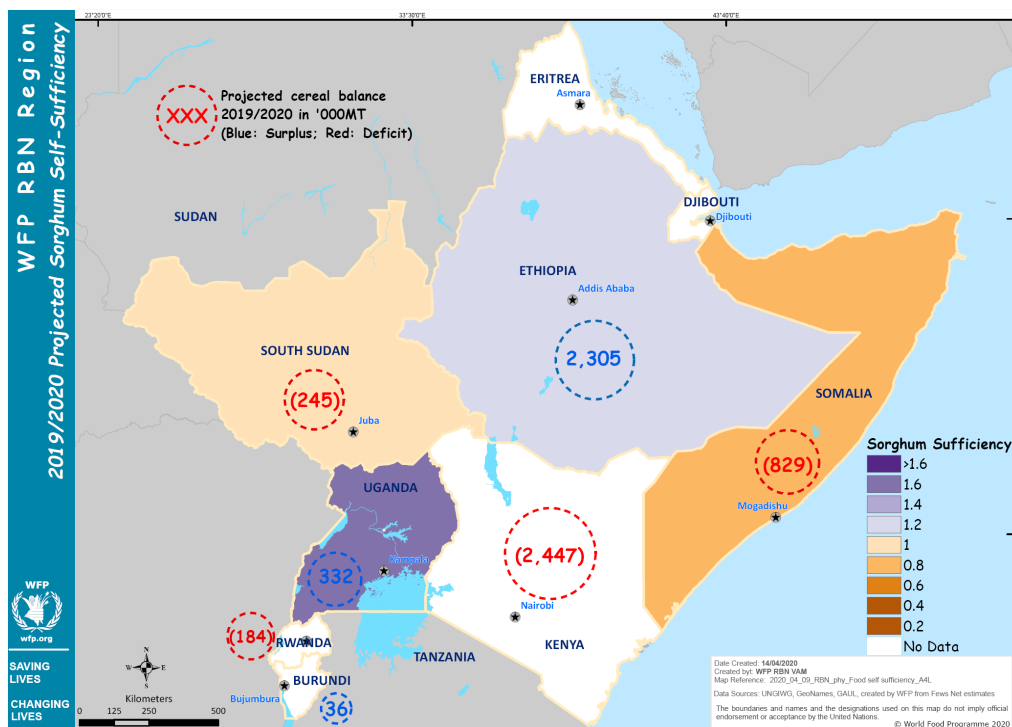 WFP RBN Region
2019/2020 Projected Sorghum Self-Sufficiency
23°20'0"E
33°30'0"E
43°40'0"E
XXX
Projected cereal balance
2019/2020 in '000MT
(Blue: Surplus; Red: Deficit)
ERITREA
Asmara
SUDAN
DJIBOUTI
Djibouti
ETHIOPIA
Addis Ababa
2,305
SOUTH SUDAN
(245)
Juba
SOMALIA
(829)
Mogadishu
UGANDA
Kampala
332
(2,447)
Nairobi
KENYA
(184)
RWANDA
TANZANIA
BURUNDI
Bujumbura
36
Sorghum Sufficiency
>1.6
1.6
1.4
1.2
1
0.8
0.6
0.4
0.2
No Data
WFP
wfp.org
SAVING
LIVES
CHANGING
LIVES
N
W E
S
Kilometers
0 125 250 500
Date Created: 14/04/2020
Created by: WFP RBN VAM
Map Reference: 2020_04_09_RBN_phy_Food self sufficiency_A4L
Data Sources: UNGIWG, GeoNames, GAUL, created by WFP from Fews Net estimates
The boundaries and names and the designations used on this map do not imply official
endorsement or acceptance by the United Nations.
© World Food Programme 2020